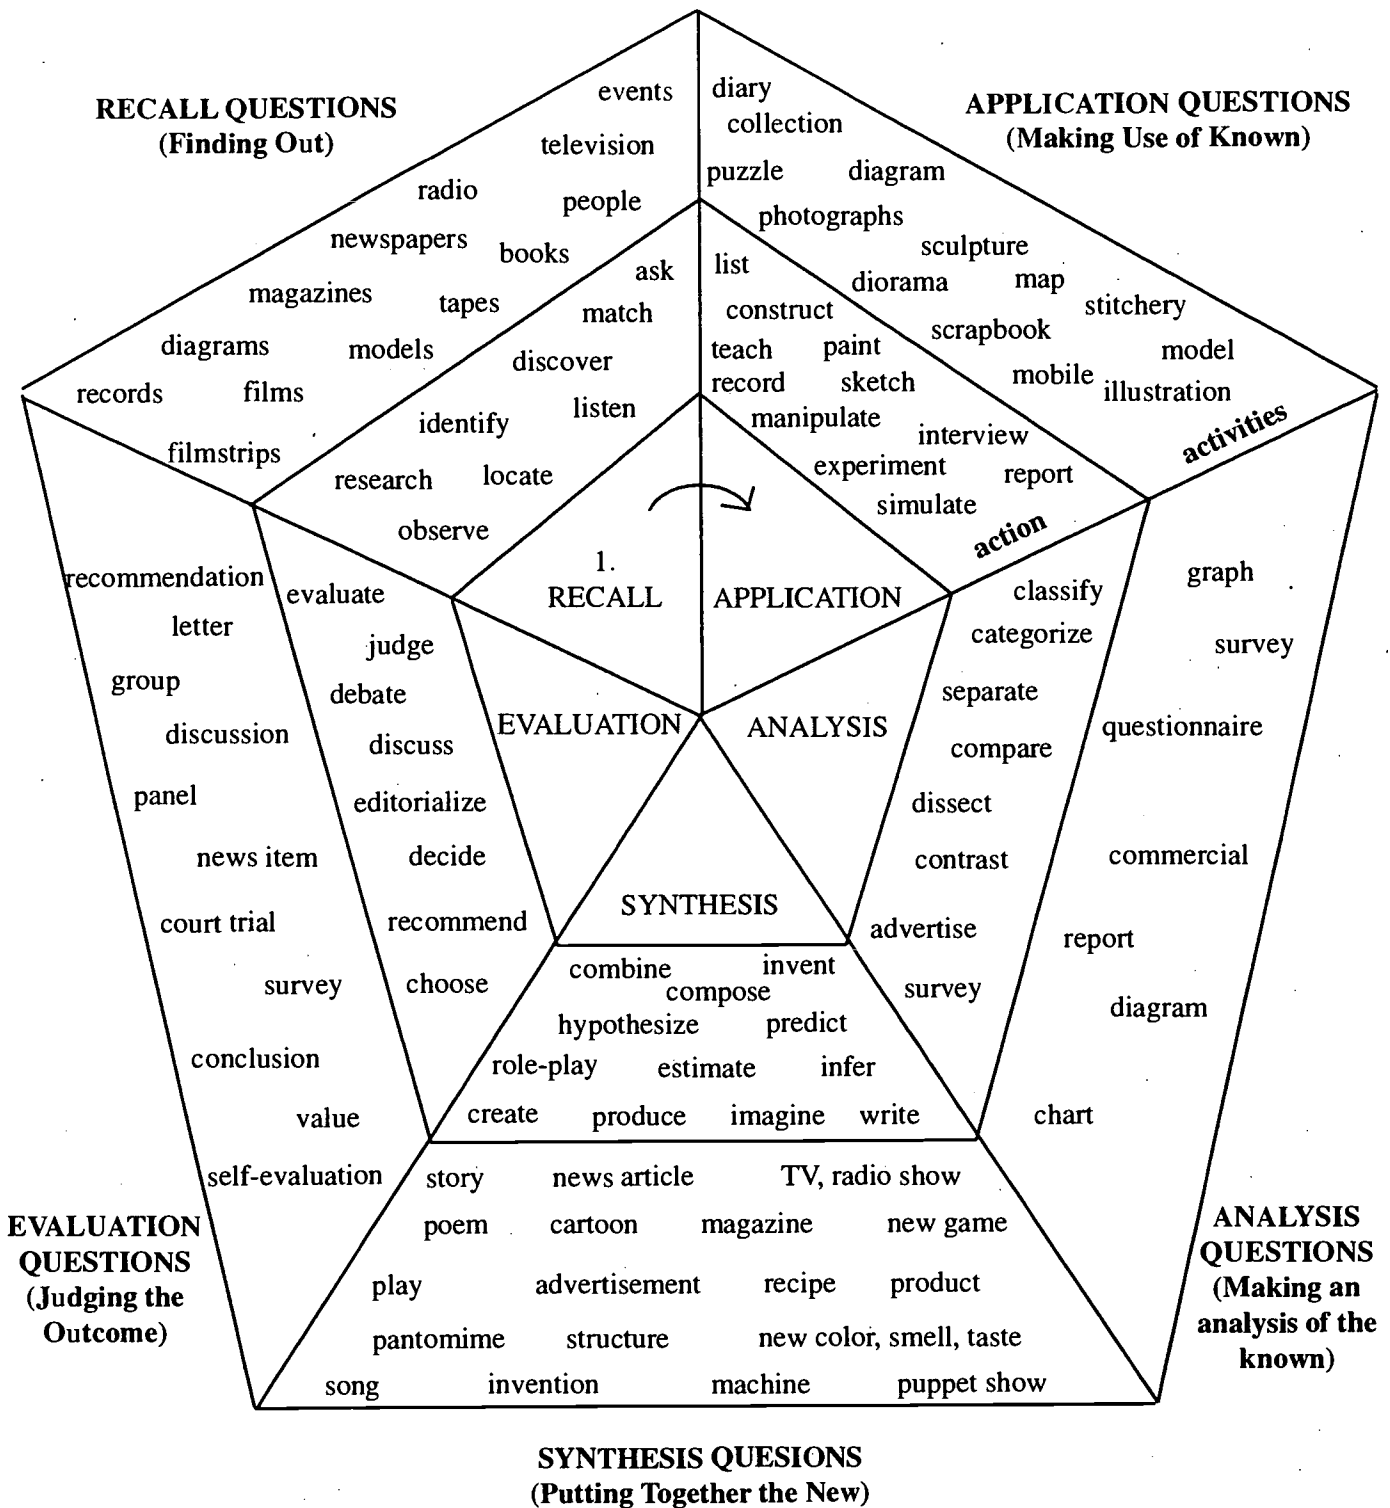 RECALL QUESTIONS
(Finding Out)
APPLICATION QUESTIONS
(Making Use of Known)
events
television
radio
people
newspapers
books
magazines
tapes
diagrams
models
records
films
filmstrips
diary
collection
puzzle
diagram
photographs
sculpture
diorama
map
stitchery
scrapbook
model
mobile
illustration
activities
ask
match
discover
listen
identify
research
locate
observe
list
construct
teach
paint
record
sketch
manipulate
interview
experiment
report
simulate
action
1.
RECALL
APPLICATION
EVALUATION
ANALYSIS
SYNTHESIS
recommendation
letter
group
discussion
panel
news item
court trial
survey
conclusion
value
self-evaluation
evaluate
judge
debate
discuss
editorialize
decide
recommend
choose
classify
categorize
separate
compare
dissect
contrast
advertise
survey
graph
survey
questionnaire
commercial
report
diagram
chart
combine
invent
compose
hypothesize
predict
role-play
estimate
infer
create
produce
imagine
write
story
news article
TV, radio show
poem
cartoon
magazine
new game
play
advertisement
recipe
product
pantomime
structure
new color, smell, taste
song
invention
machine
puppet show
EVALUATION
QUESTIONS
(Judging the
Outcome)
ANALYSIS
QUESTIONS
(Making an
analysis of the
known)
SYNTHESIS QUESIONS
(Putting Together the New)